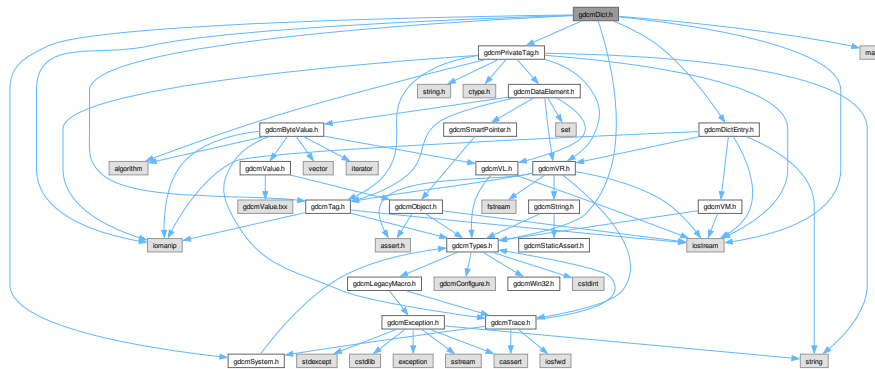 gdcmDict.h
gdcmPrivateTag.h
string.h
ctype.h
gdcmDataElement.h
gdcmByteValue.h
gdcmSmartPointer.h
set
gdcmDictEntry.h
algorithm
gdcmValue.h
vector
iterator
gdcmVL.h
gdcmVR.h
gdcmValue.txx
gdcmTag.h
gdcmObject.h
fstream
gdcmString.h
gdcmVM.h
iomanip
assert.h
gdcmTypes.h
gdcmStaticAssert.h
iostream
gdcmLegacyMacro.h
gdcmConfigure.h
gdcmWin32.h
cstdint
gdcmException.h
gdcmTrace.h
gdcmSystem.h
stdexcept
cstdlib
exception
sstream
cassert
iosfwd
string